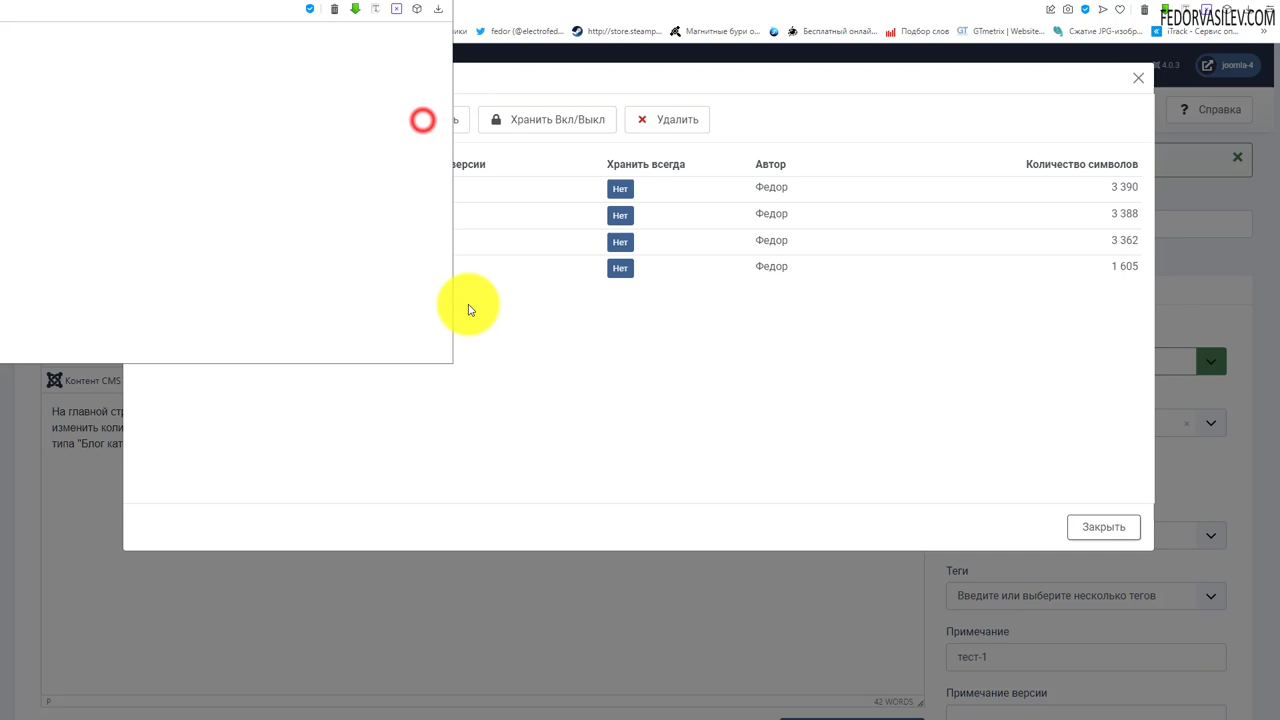 FEDORVASILEV.COM
fedor (@electrofed...
http://store.steamp...
Магнитные бури о...
Бесплатный онлай...
Подбор слов
GT GTmetrix | Website...
Сжатие JPG-изобр...
iTrack - Сервис оп...
»
4.0.3
joomla-4
? Справка
ь
Хранить Вкл/Выкл
Удалить
версии
Хранить всегда
Автор
Количество символов
Нет
Федор
3 390
Нет
Федор
3 388
Нет
Федор
3 362
Нет
Федор
1 605
Контент CMS
На главной стр
изменить коли
типа "Блог кат
Закрыть
Теги
Введите или выберите несколько тегов
Примечание
тест-1
Примечание версии
P
42 WORDS